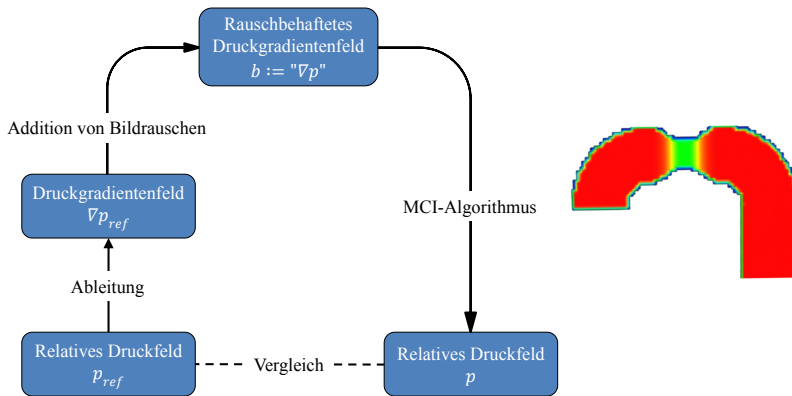 Rauschbehaftetes
Druckgradientenfeld
b := "∇p"
Addition von Bildrauschen
Druckgradientenfeld
∇p_ref
MCI-Algorithmus
Ableitung
Relatives Druckfeld
p_ref
Vergleich
Relatives Druckfeld
p